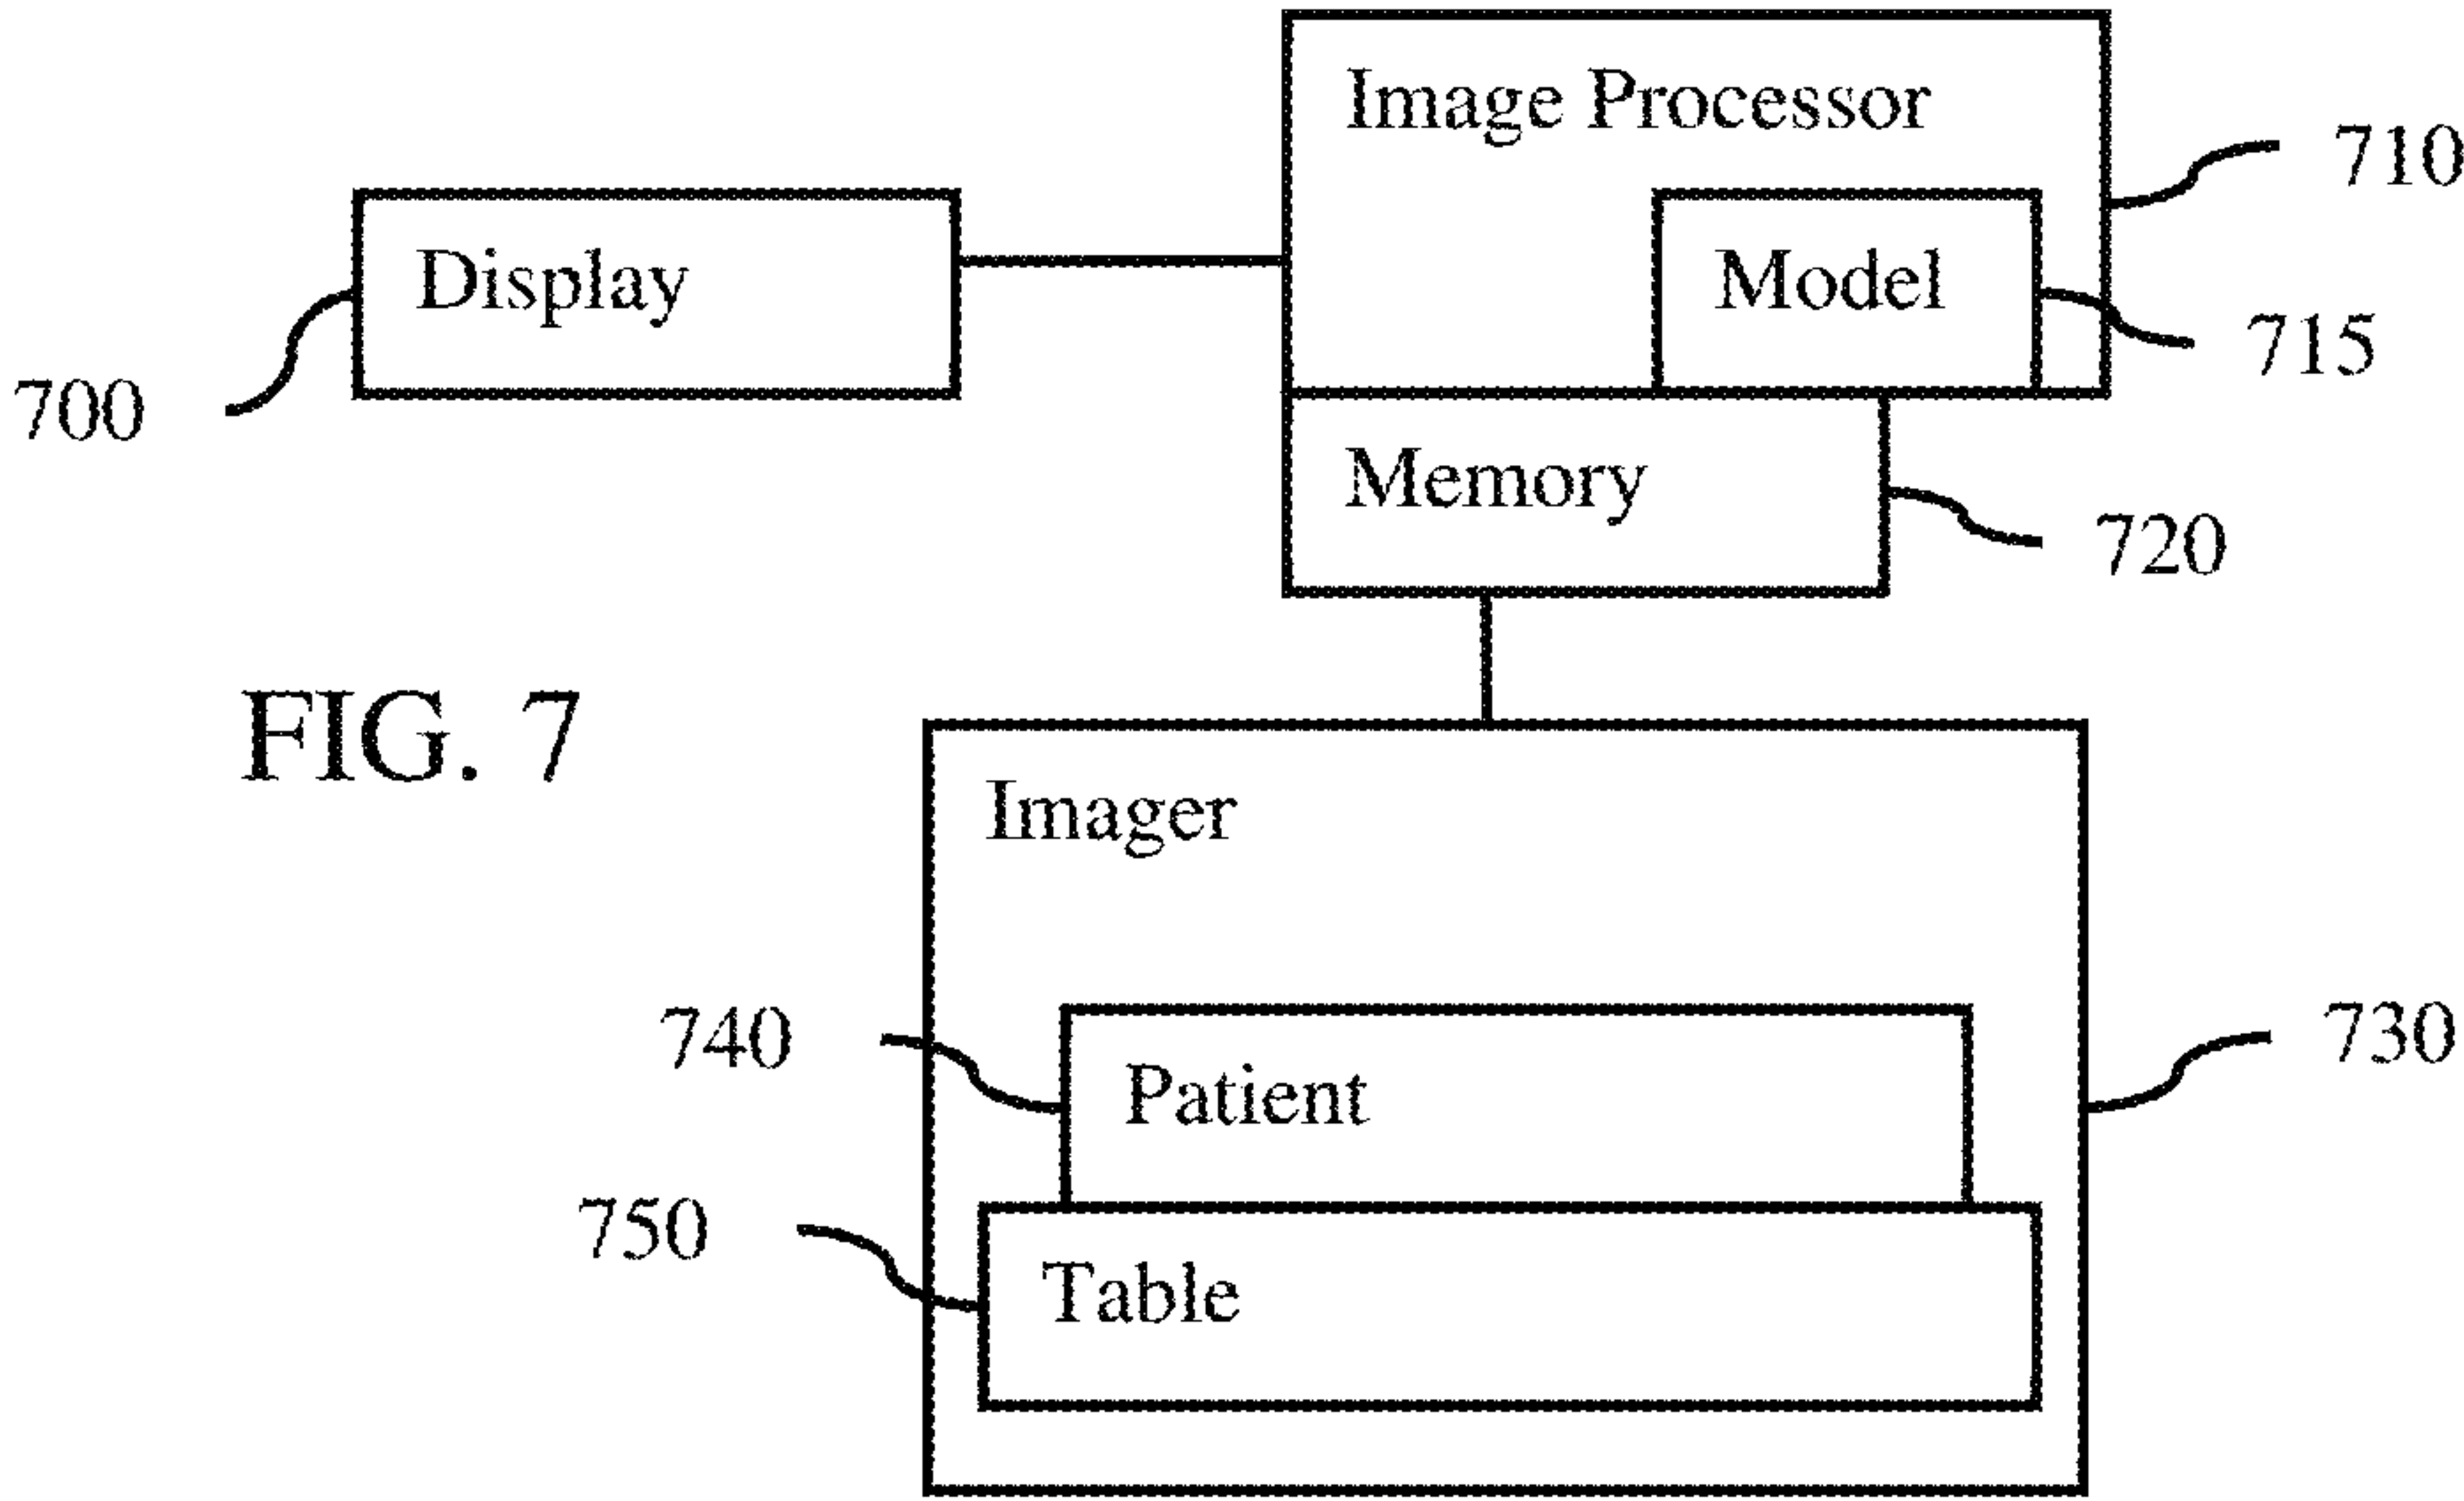 Image Processor
710
Display
Model
715
700
Memory
720
FIG. 7
Imager
740
Patient
730
750
Table